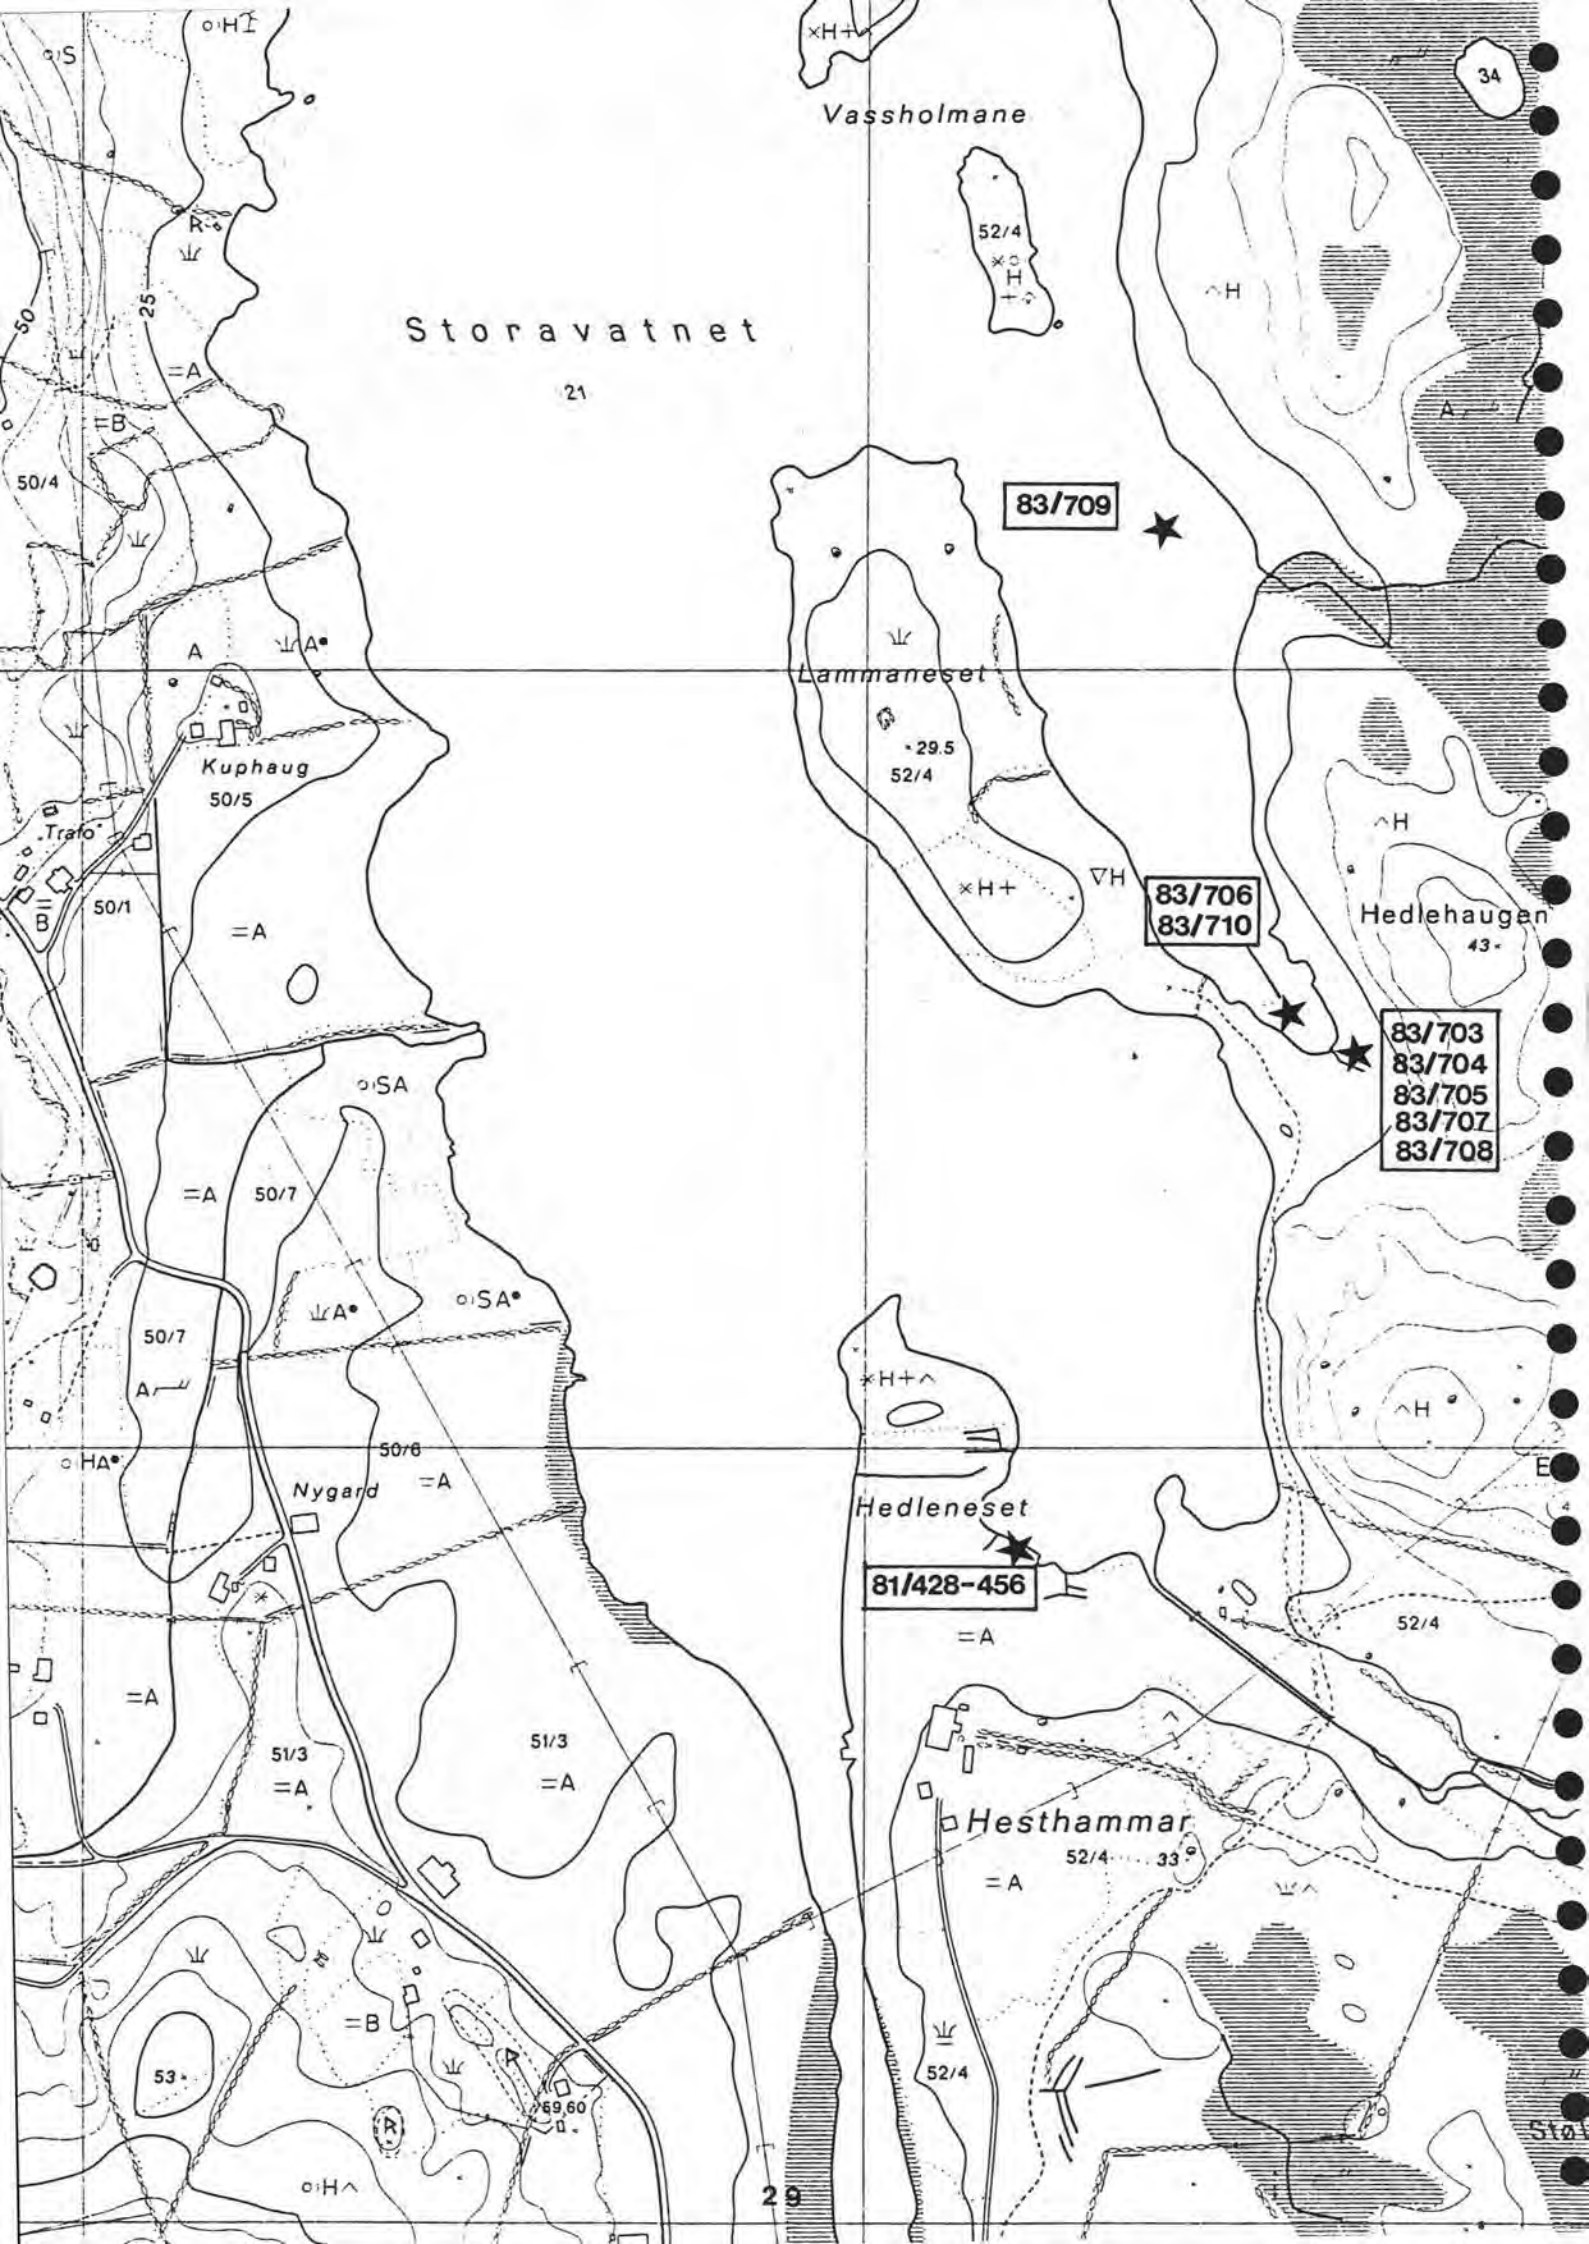 H
S
×H+
34
Vassholmane
R
52/4
×
H
+
^H
50
25
Storavatnet
21
=A
=B
A
50/4
83/709
A
A
Lammaneset
29.5
52/4
Kuphaug
50/5
Trafo
^H
×H+
▽H
83/706
83/710
B
50/1
=A
Hedlehaugen
43
83/703
83/704
83/705
83/707
83/708
SA
=A
50/7
A
SA
50/7
A
×H+^
^H
HA
50/6
=A
E
Nygard
Hedleneset
4
81/428-456
=A
52/4
=A
51/3
=A
51/3
=A
^
Hesthammar
52/4
33
=A
^
=B
53
R
52/4
59,60
R
H^
29
Støl